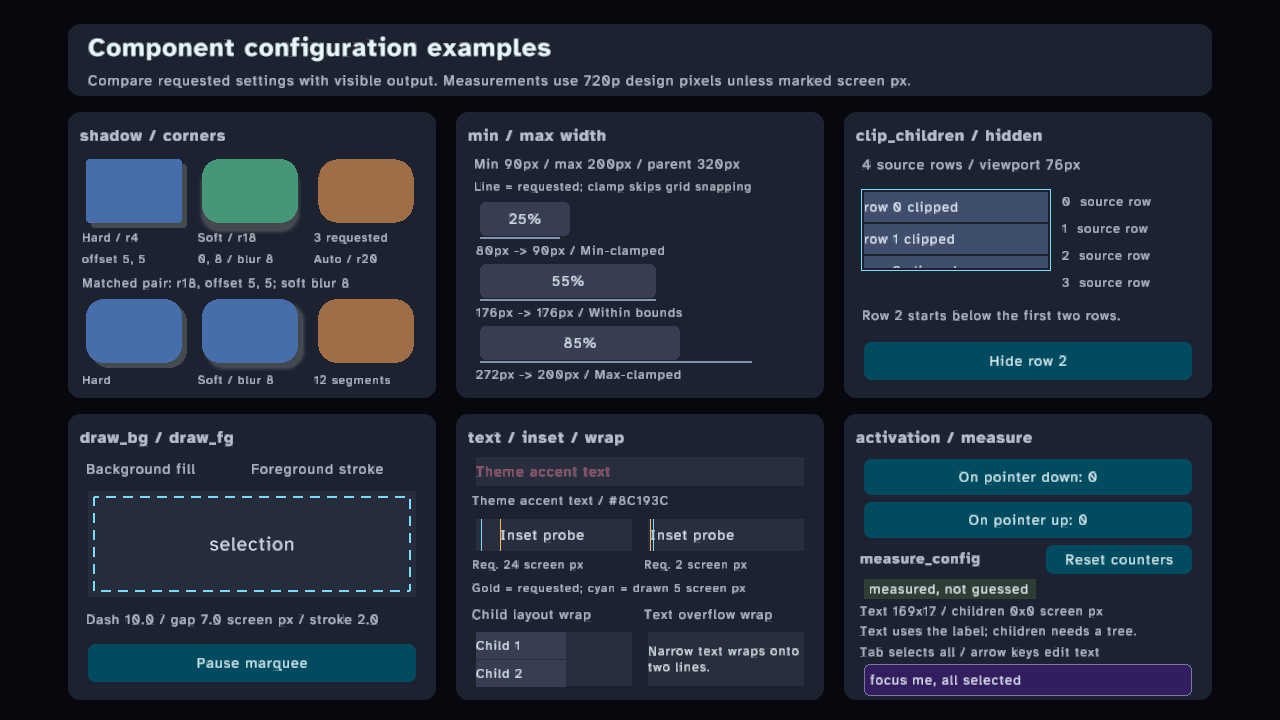 Component configuration examples
Compare requested settings with visible output. Measurements use 720p design pixels unless marked screen px.
shadow / corners
Hard / r4
Soft / r18
3 requested
offset 5, 5
0, 8 / blur 8
Auto / r20
Matched pair: r18, offset 5, 5; soft blur 8
Hard
Soft / blur 8
12 segments
min / max width
Min 90px / max 200px / parent 320px
Line = requested; clamp skips grid snapping
25%
80px -> 90px / Min-clamped
55%
176px -> 176px / Within bounds
85%
272px -> 200px / Max-clamped
clip_children / hidden
4 source rows / viewport 76px
row 0 clipped
row 1 clipped
0 source row
1 source row
2 source row
3 source row
Row 2 starts below the first two rows.
Hide row 2
draw_bg / draw_fg
Background fill
Foreground stroke
selection
Dash 10.0 / gap 7.0 screen px / stroke 2.0
Pause marquee
text / inset / wrap
Theme accent text
Theme accent text / #8C193C
Inset probe
Inset probe
Req. 24 screen px
Req. 2 screen px
Gold = requested; cyan = drawn 5 screen px
Child layout wrap
Text overflow wrap
Child 1
Child 2
Narrow text wraps onto
two lines.
activation / measure
On pointer down: 0
On pointer up: 0
measure_config
Reset counters
measured, not guessed
Text 169x17 / children 0x0 screen px
Text uses the label; children needs a tree.
Tab selects all / arrow keys edit text
focus me, all selected